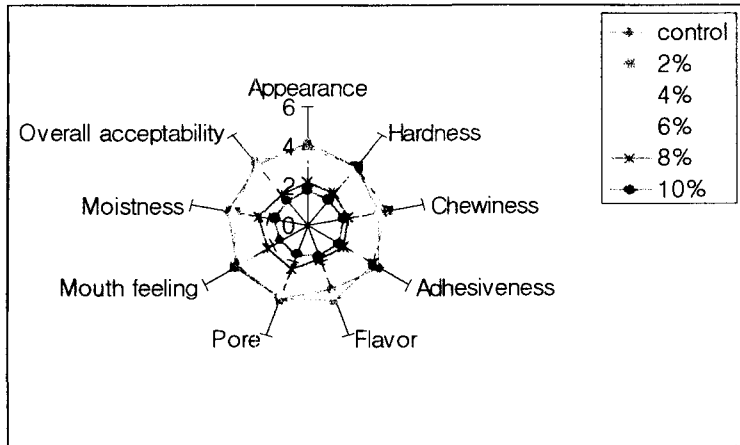 control
2%
4%
6%
8%
10%
Appearance
6
Overall acceptability
Hardness
4
2
Moistness
Chewiness
0
Mouth feeling
Adhesiveness
Pore
Flavor